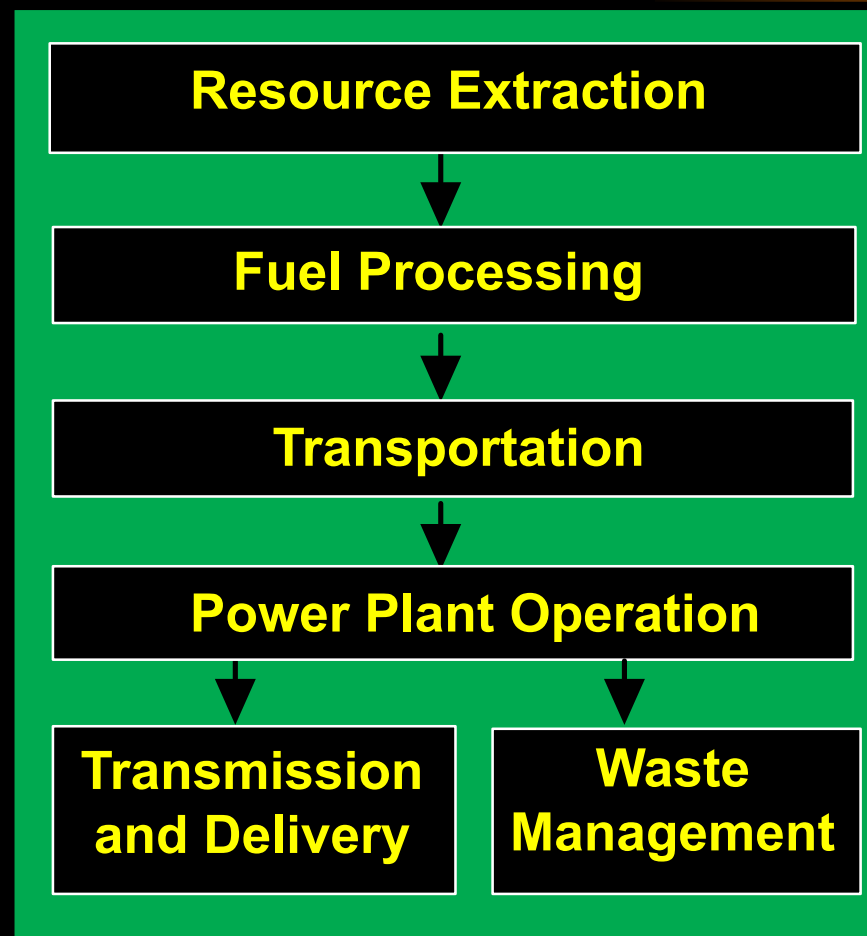 Resource Extraction
Fuel Processing
Transportation
Power Plant Operation
Transmission
and Delivery
Waste
Management